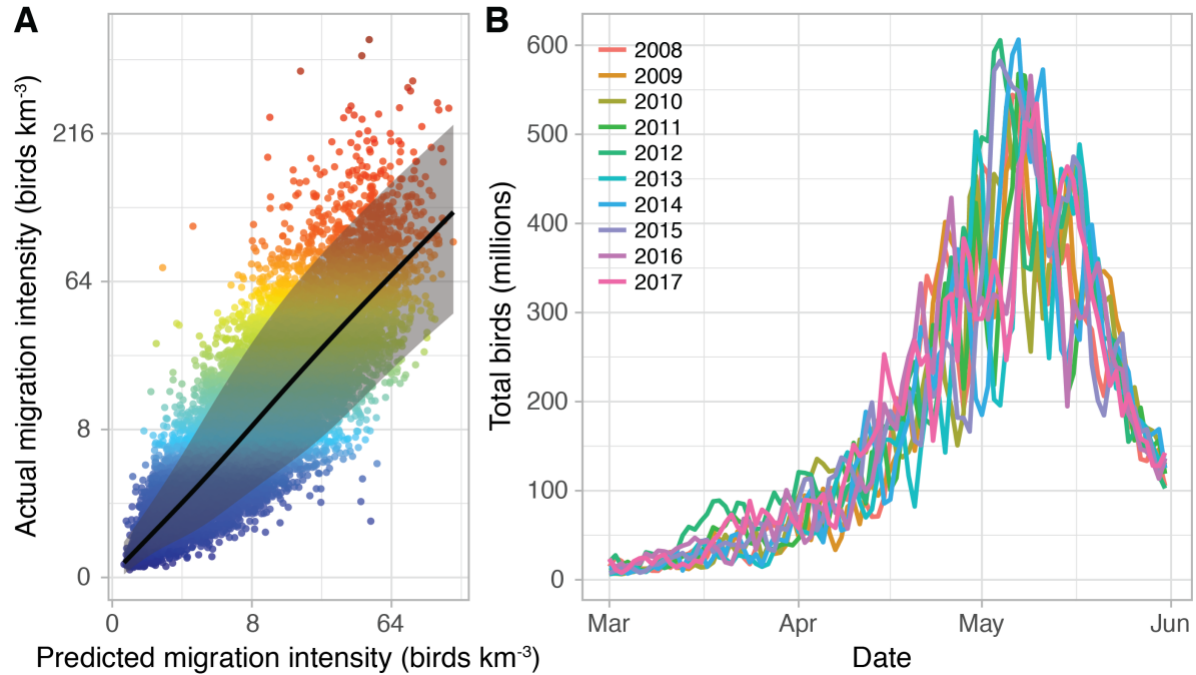 A
Actual migration intensity (birds km-3)
216
64
8
0
0 8 64
Predicted migration intensity (birds km-3)
B
Total birds (millions)
600
500
400
300
200
100
0
2008
2009
2010
2011
2012
2013
2014
2015
2016
2017
Mar Apr May Jun
Date